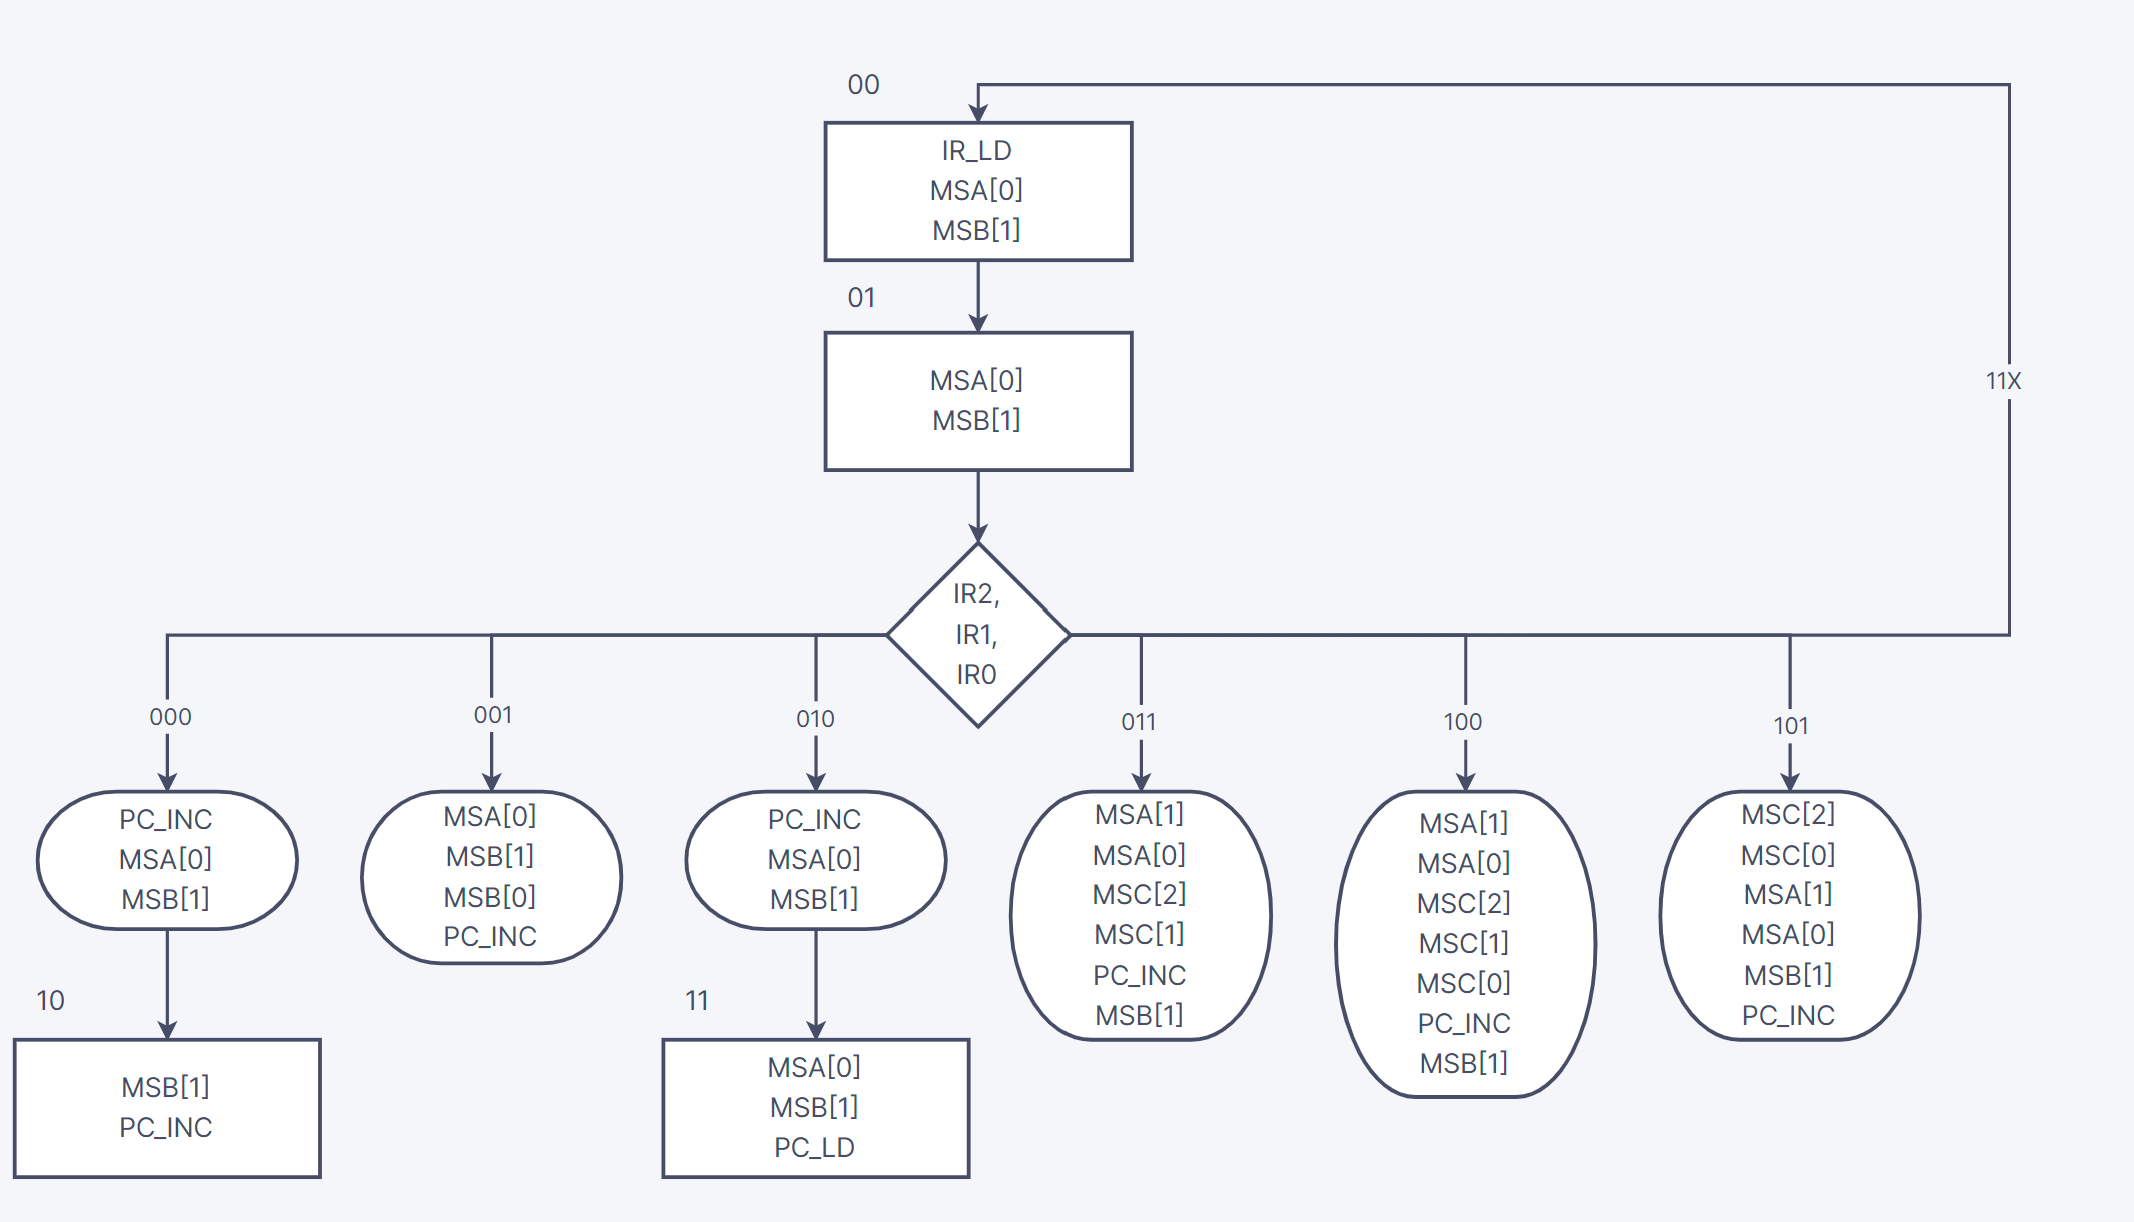 00
IR_LD
MSA[0]
MSB[1]
01
MSA[0]
MSB[1]
11X
IR2,
IR1,
IR0
000
001
010
011
100
101
PC_INC
MSA[0]
MSB[1]
MSA[0]
MSB[1]
MSB[0]
PC_INC
PC_INC
MSA[0]
MSB[1]
MSA[1]
MSA[0]
MSC[2]
MSC[1]
PC_INC
MSB[1]
MSA[1]
MSA[0]
MSC[2]
MSC[1]
MSC[0]
PC_INC
MSB[1]
MSC[2]
MSC[0]
MSA[1]
MSA[0]
MSB[1]
PC_INC
10
MSB[1]
PC_INC
11
MSA[0]
MSB[1]
PC_LD